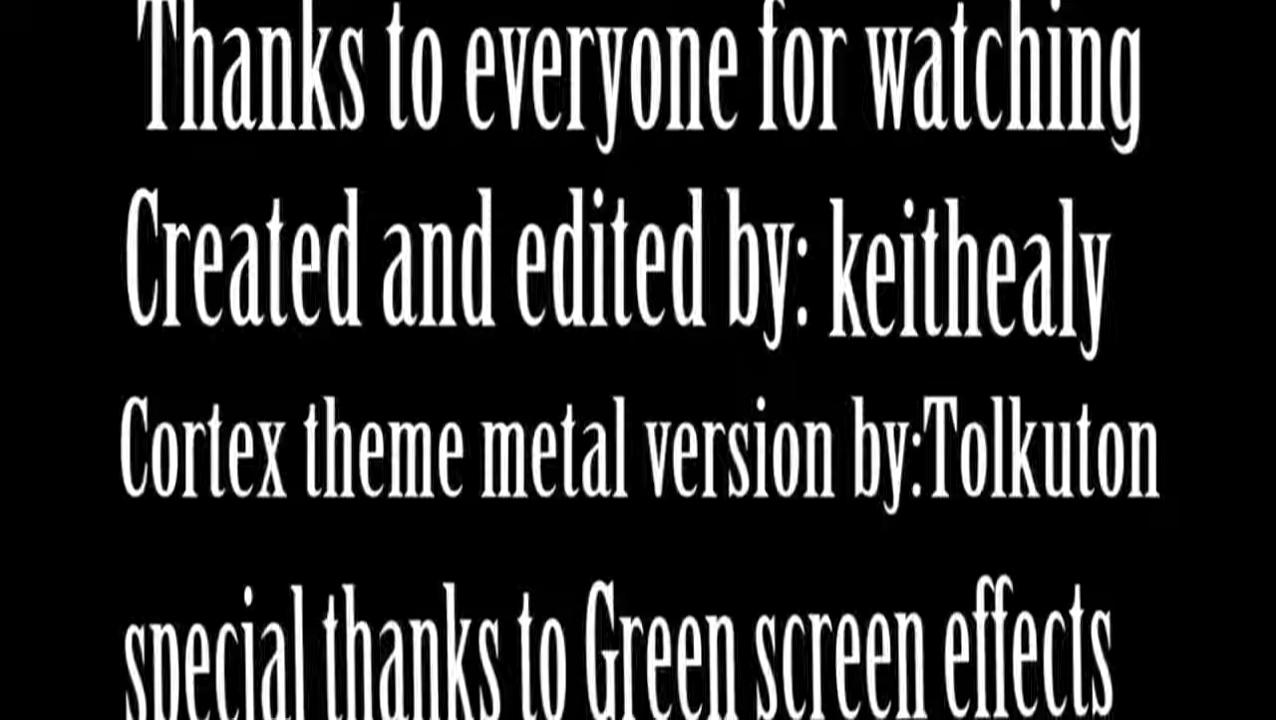 Thanks to everyone for watching
Created and edited by: keithealy
Cortex theme metal version by:Tolkuton
special thanks to Green screen effects